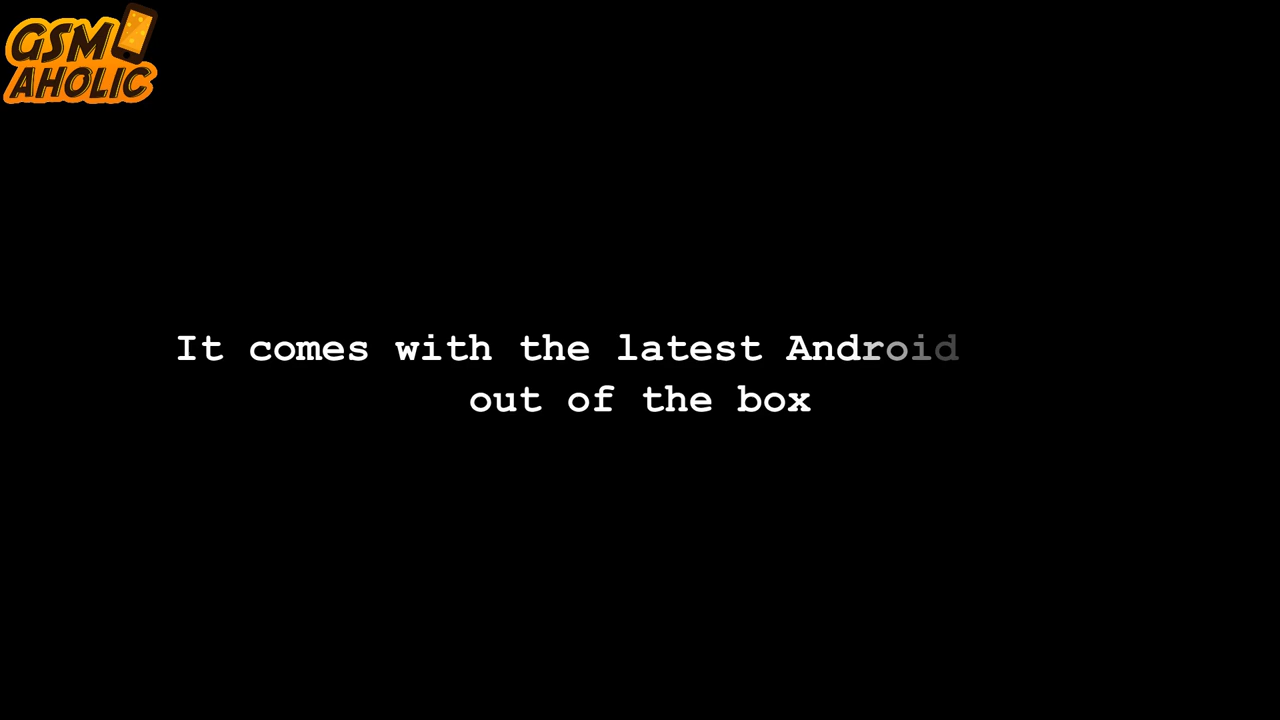 GSM
AHOLIC
It comes with the latest Android
out of the box